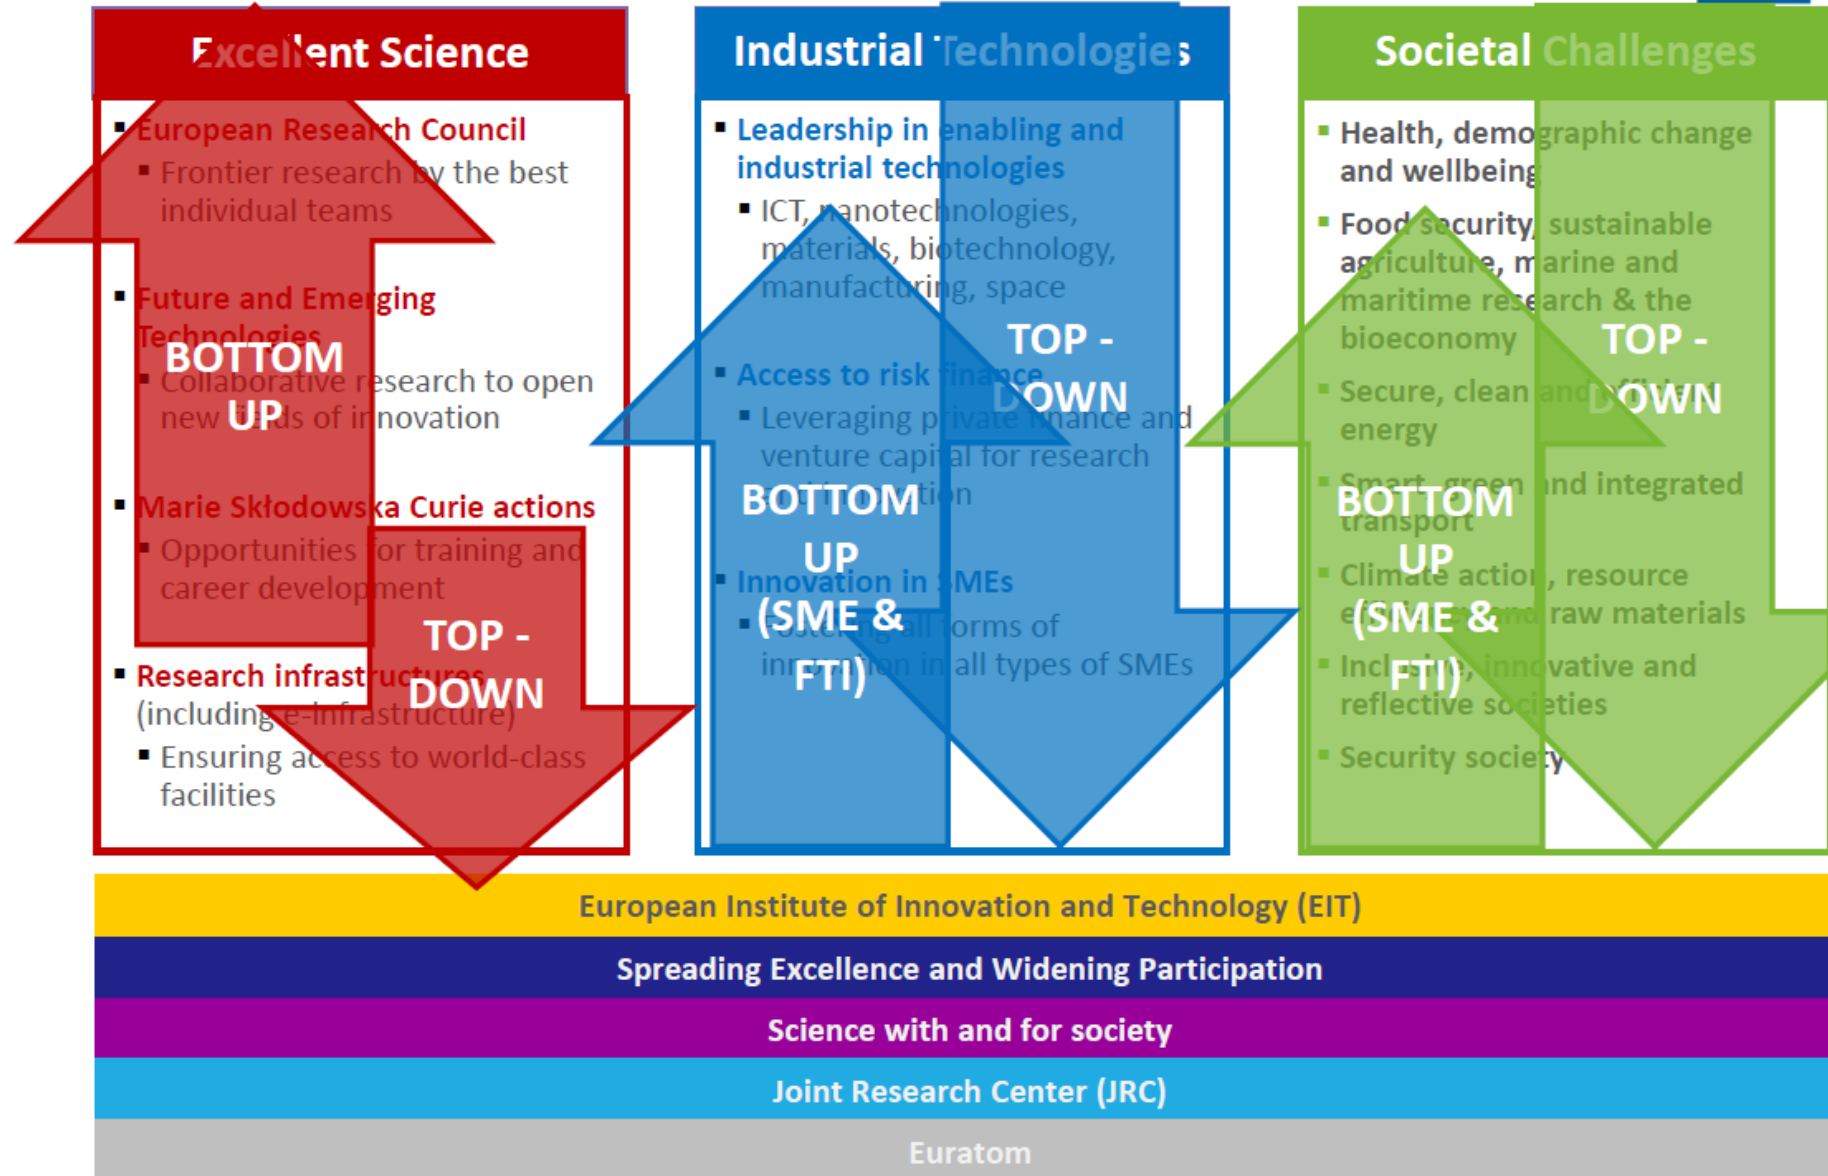 Excellent Science
European Research Council
Frontier research by the best
individual teams
Future and Emerging
Technologies
Collaborative research to open
new fields of innovation
Marie Skłodowska Curie actions
Opportunities for training and
career development
Research infrastructures
(including e-infrastructure)
Ensuring access to world-class
facilities
BOTTOM
UP
TOP -
DOWN
Industrial Technologies
Leadership in enabling and
industrial technologies
ICT, nanotechnologies,
materials, biotechnology,
manufacturing, space
Access to risk finance
Leveraging private finance and
venture capital for research
and innovation
Innovation in SMEs
Fostering all forms of
innovation in all types of SMEs
BOTTOM
UP
(SME &
FTI)
TOP -
DOWN
Societal Challenges
Health, demographic change
and wellbeing
Food security, sustainable
agriculture, marine and
maritime research & the
bioeconomy
Secure, clean and efficient
energy
Smart, green and integrated
transport
Climate action, resource
efficiency and raw materials
Inclusive, innovative and
reflective societies
Security society
BOTTOM
UP
(SME &
FTI)
TOP -
DOWN
European Institute of Innovation and Technology (EIT)
Spreading Excellence and Widening Participation
Science with and for society
Joint Research Center (JRC)
Euratom